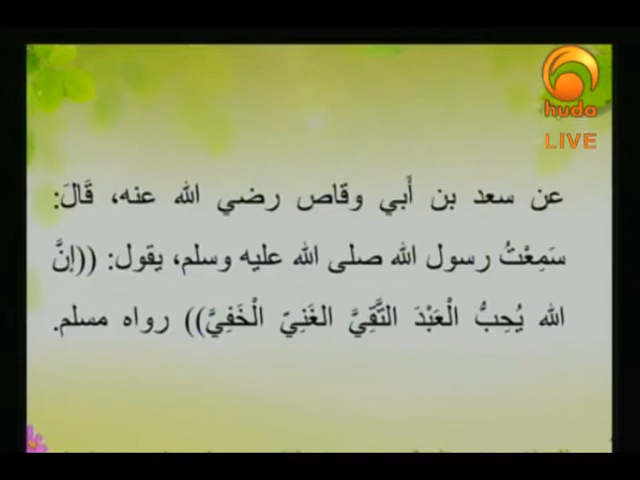 huda
LIVE
عن سعد بن أَبي وقاص رضي الله عنه، قَالَ:
سَمِعْتُ رسول الله صلى الله عليه وسلم، يقول: ((إنَّ
الله يُحِبُّ الْعَبْدَ التَّقِيَّ الغَنِيّ الْخَفِيَّ)) رواه مسلم.